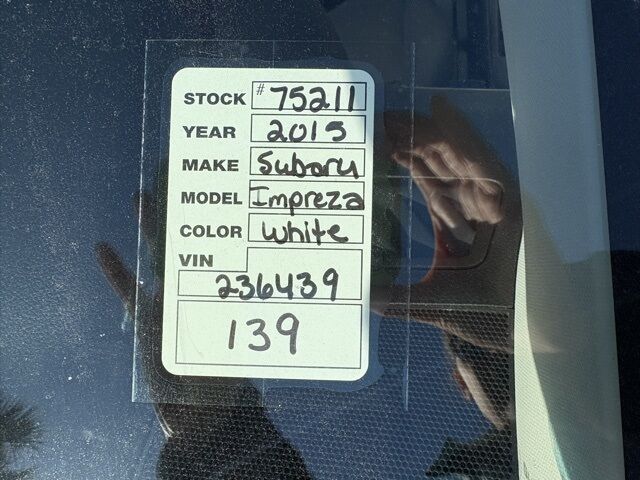 STOCK #75211
YEAR 2015
MAKE Subaru
MODEL Impreza
COLOR White
VIN
236439
139